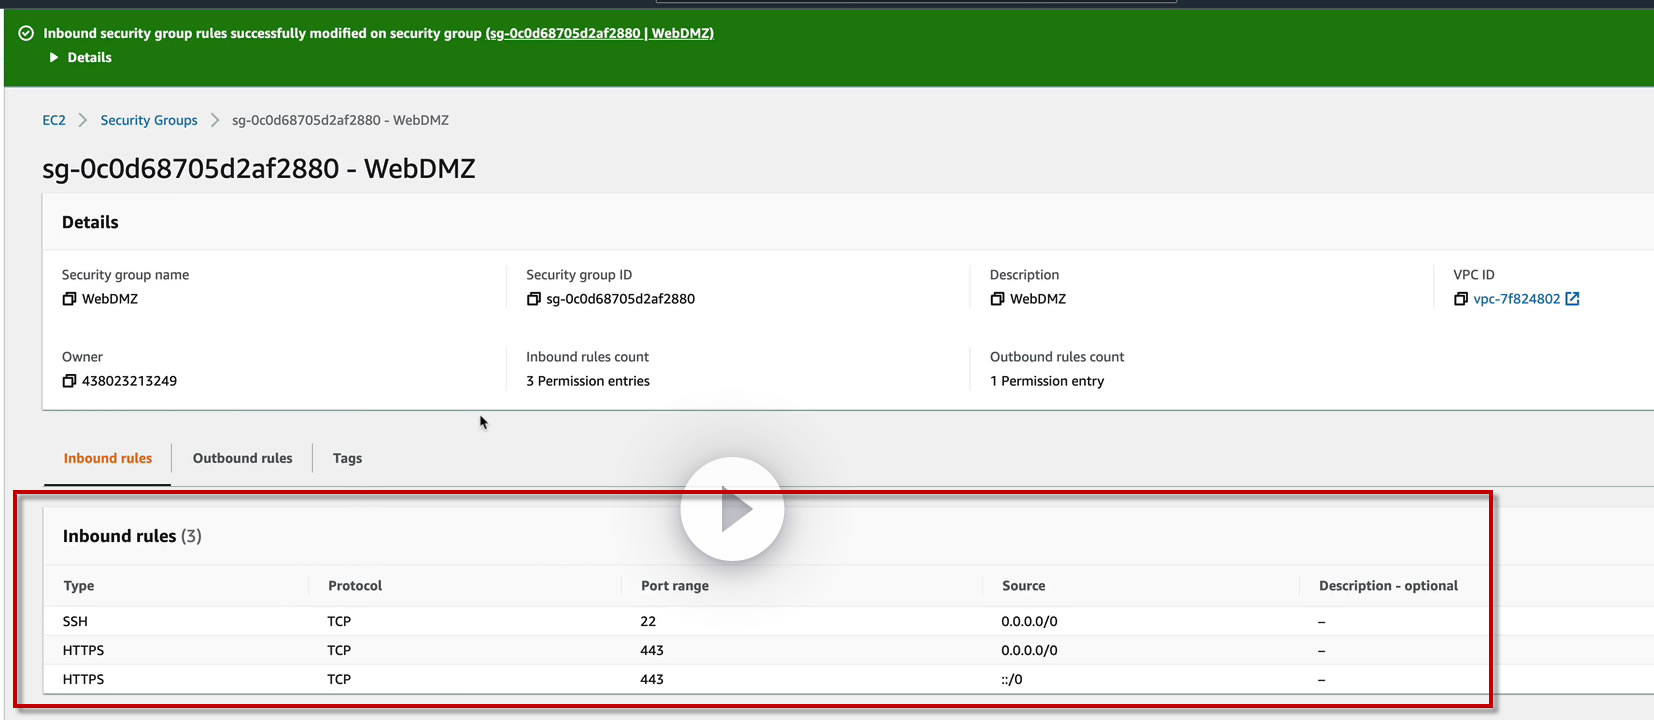 Inbound security group rules successfully modified on security group (sg-0c0d68705d2af2880 | WebDMZ)
Details
EC2 > Security Groups > sg-0c0d68705d2af2880 - WebDMZ
sg-0c0d68705d2af2880 - WebDMZ
Details
Security group name Security group ID Description VPC ID
WebDMZ sg-0c0d68705d2af2880 WebDMZ vpc-7f824802
Owner Inbound rules count Outbound rules count
438023213249 3 Permission entries 1 Permission entry
Inbound rules Outbound rules Tags
Inbound rules (3)
Type Protocol Port range Source Description - optional
SSH TCP 22 0.0.0.0/0 –
HTTPS TCP 443 0.0.0.0/0 –
HTTPS TCP 443 ::/0 –